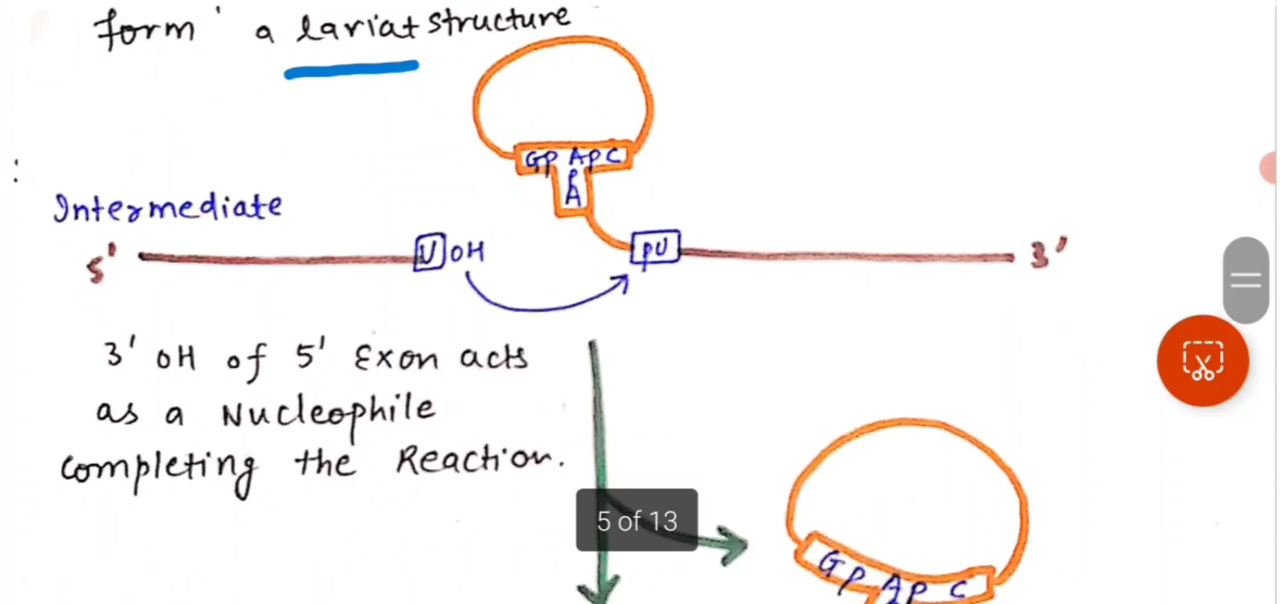 form a lariat structure
GP APC
P
A
:
Intermediate
5' U OH pU 3'
3' OH of 5' Exon acts
as a Nucleophile
completing the Reaction.
5 of 13
GP AP C